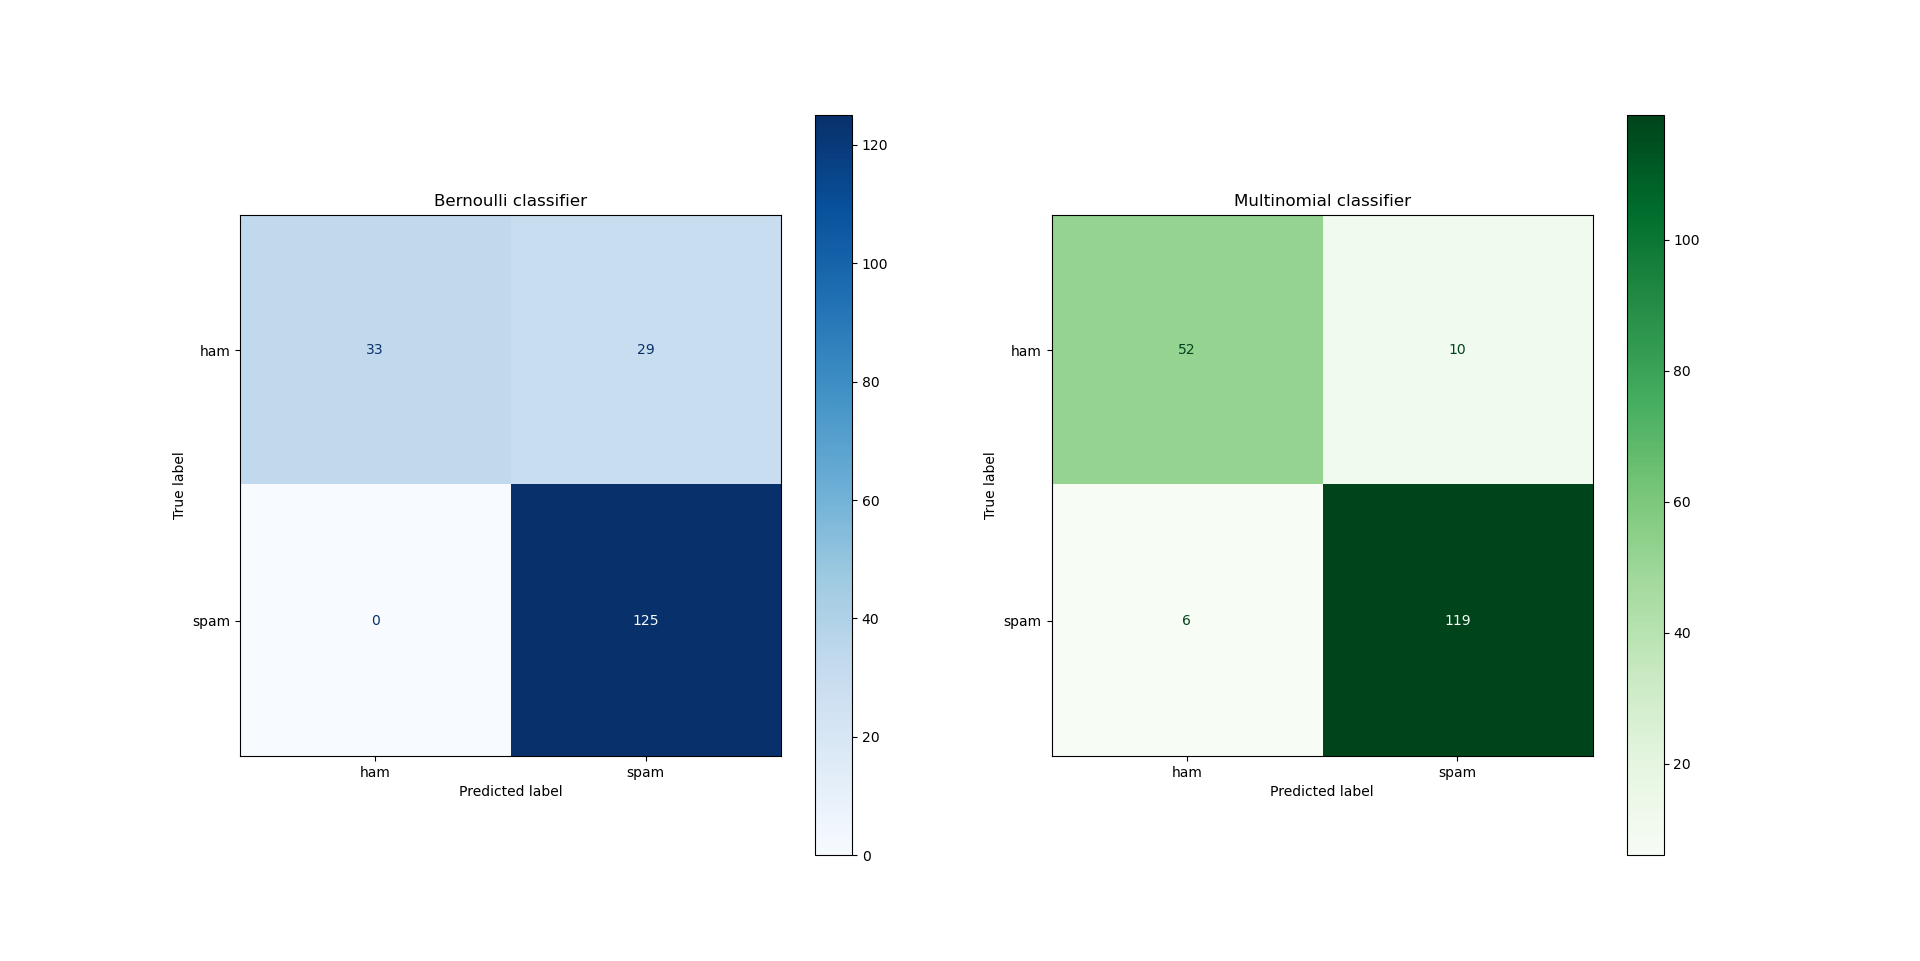 Bernoulli classifier
True label
ham
spam
33
29
0
125
ham
spam
Predicted label
120
100
80
60
40
20
0
Multinomial classifier
True label
ham
spam
52
10
6
119
ham
spam
Predicted label
100
80
60
40
20